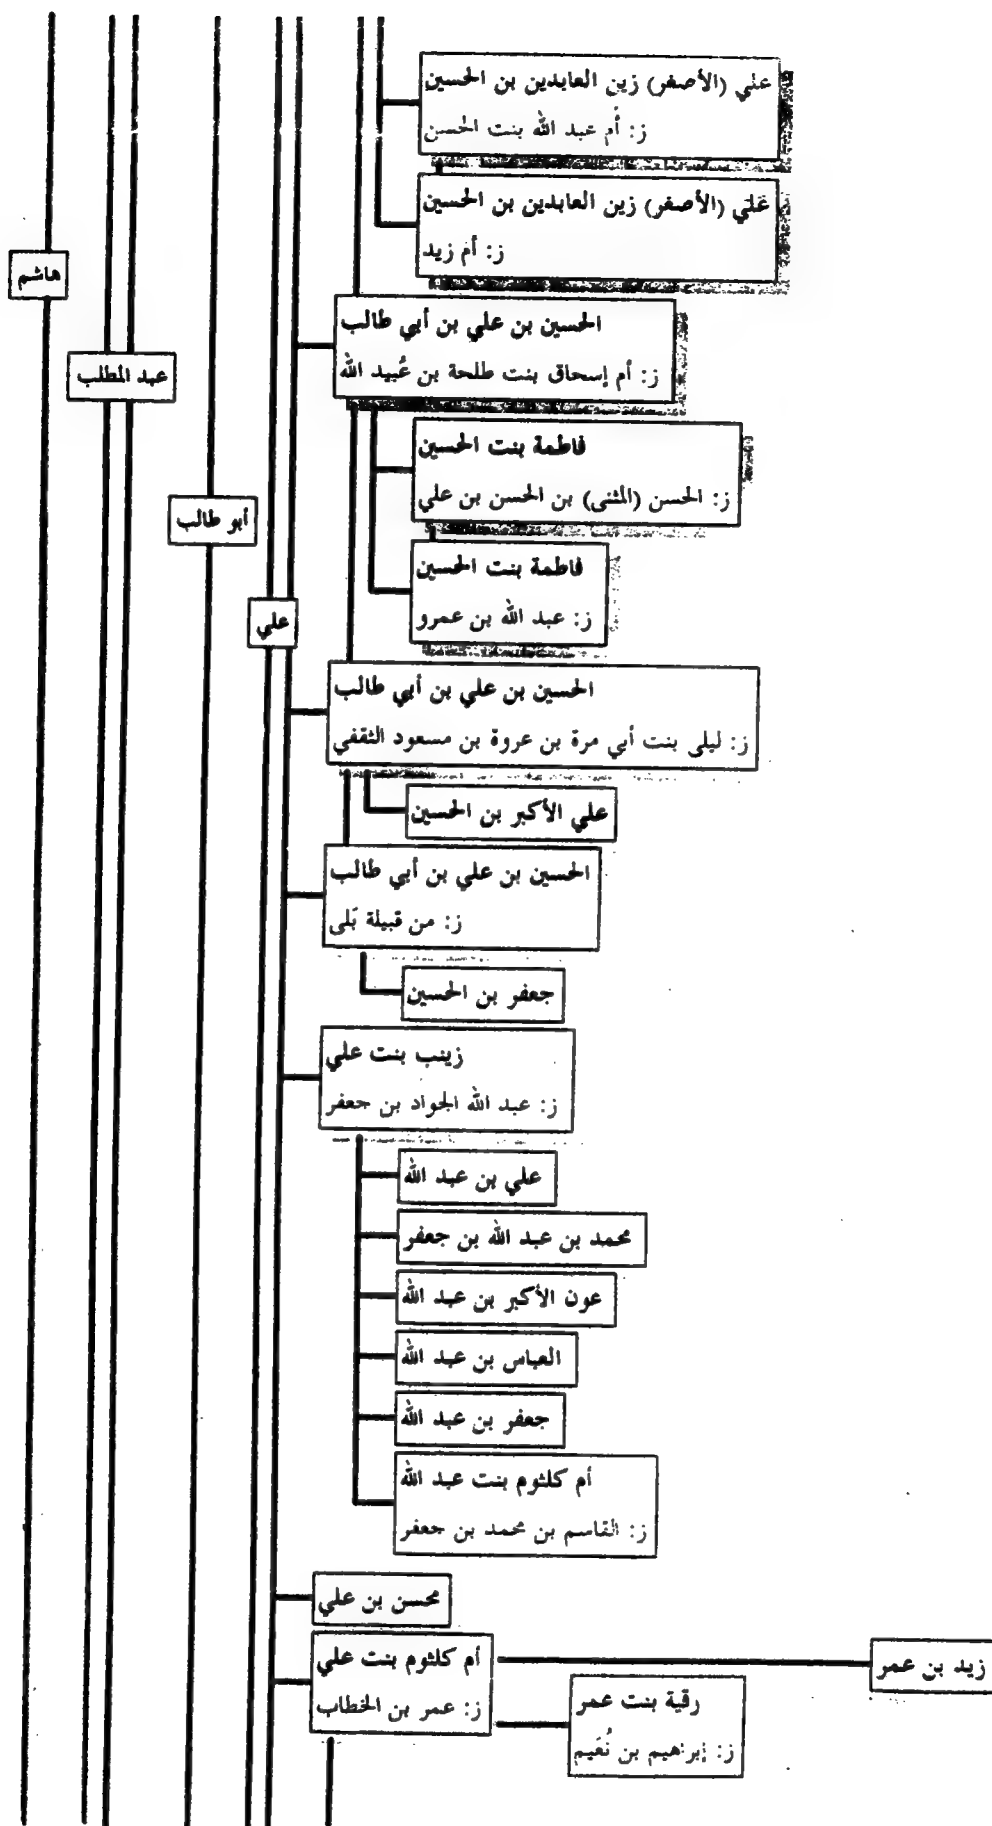 علي (الأصغر) زين العابدين بن الحسين
ز: أم عبد الله بنت الحسن
علي (الأصغر) زين العابدين بن الحسين
ز: أم زيد
هاشم
الحسين بن علي بن أبي طالب
ز: أم إسحاق بنت طلحة بن عُبيد الله
عبد المطلب
فاطمة بنت الحسين
ز: الحسن (المثنى) بن الحسن بن علي
أبو طالب
فاطمة بنت الحسين
ز: عبد الله بن عمرو
علي
الحسين بن علي بن أبي طالب
ز: ليلى بنت أبي مرة بن عروة بن مسعود الثقفي
علي الأكبر بن الحسين
الحسين بن علي بن أبي طالب
ز: من قبيلة بَلى
جعفر بن الحسين
زينب بنت علي
ز: عبد الله الجواد بن جعفر
علي بن عبد الله
محمد بن عبد الله بن جعفر
عون الأكبر بن عبد الله
العباس بن عبد الله
جعفر بن عبد الله
أم كلثوم بنت عبد الله
ز: القاسم بن محمد بن جعفر
محسن بن علي
أم كلثوم بنت علي
ز: عمر بن الخطاب
زيد بن عمر
رقية بنت عمر
ز: إبراهيم بن نُعَيم